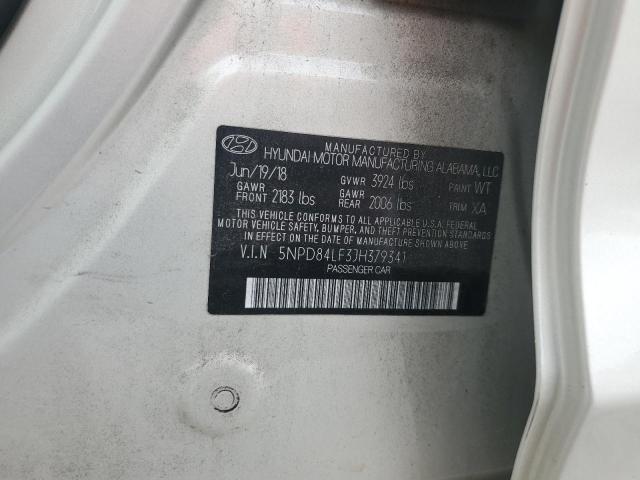 MANUFACTURED BY
HYUNDAI MOTOR MANUFACTURING ALABAMA, LLC
Jun/19/18 GVWR 3924 lbs PAINT WT
GAWR FRONT 2183 lbs GAWR REAR 2006 lbs TRIM XA
THIS VEHICLE CONFORMS TO ALL APPLICABLE U.S.A. FEDERAL
MOTOR VEHICLE SAFETY, BUMPER, AND THEFT PREVENTION STANDARDS
IN EFFECT ON THE DATE OF MANUFACTURE SHOWN ABOVE.
V.I.N 5NPD84LF3JH379341
PASSENGER CAR